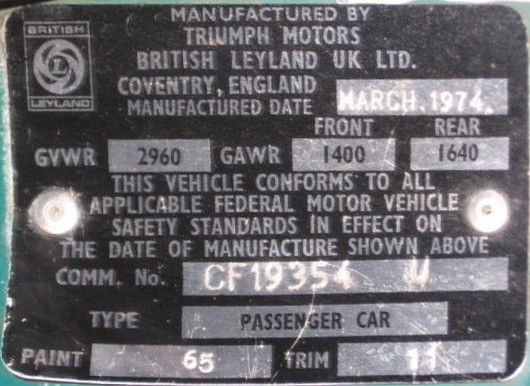 MANUFACTURED BY
TRIUMPH MOTORS
BRITISH LEYLAND UK LTD.
COVENTRY, ENGLAND
MANUFACTURED DATE MARCH.1974.
BRITISH
L
LEYLAND
FRONT REAR
GVWR 2960 GAWR 1400 1640
THIS VEHICLE CONFORMS TO ALL
APPLICABLE FEDERAL MOTOR VEHICLE
SAFETY STANDARDS IN EFFECT ON
THE DATE OF MANUFACTURE SHOWN ABOVE
COMM. No. CF19354 U
TYPE PASSENGER CAR
PAINT 65 TRIM 11